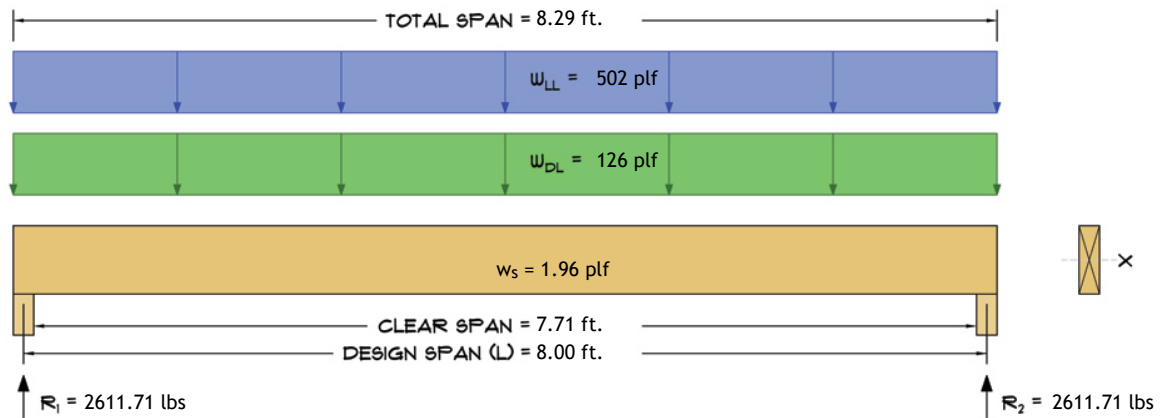 TOTAL SPAN = 8.29 ft.
wLL = 502 plf
wDL = 126 plf
ws = 1.96 plf
X
CLEAR SPAN = 7.71 ft.
DESIGN SPAN (L) = 8.00 ft.
R1 = 2611.71 lbs
R2 = 2611.71 lbs